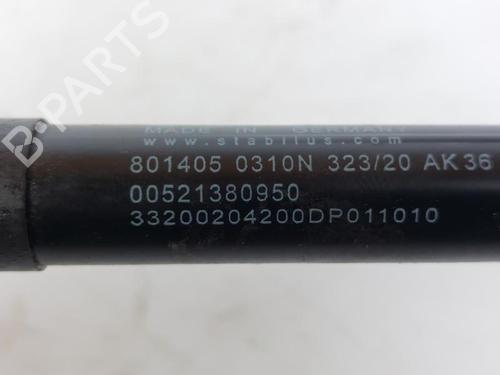 MADE IN GERMANY
www.stabilus.com
801405 0310N 323/20 AK36
00521380950
33200204200DP011010
B-PARTS